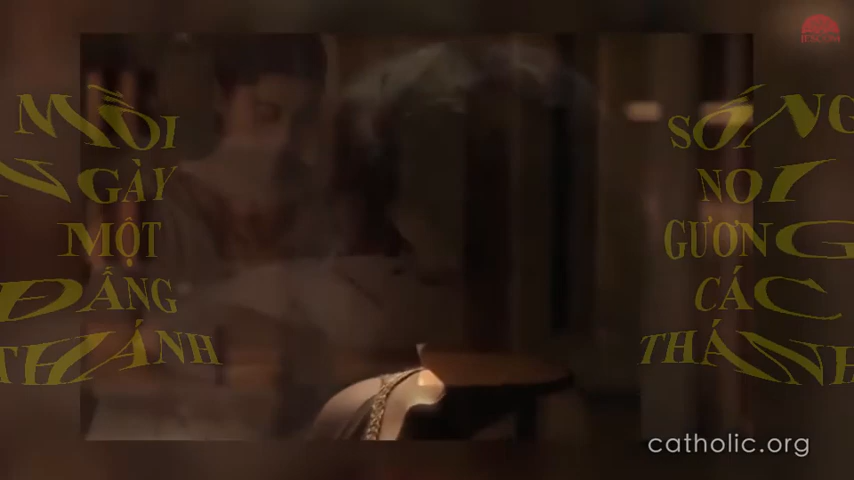 MỖI
NGÀY
MỘT
ĐẤNG
THÁNH
SỐNG
NOI
GƯƠNG
CÁC
THÁNH
catholic.org